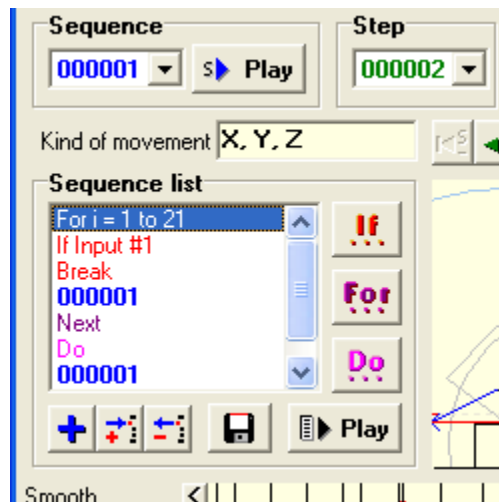 Sequence
000001
S Play
Step
000002
Kind of movement X, Y, Z
Sequence list
For i = 1 to 21
If Input #1
Break
000001
Next
Do
000001
If
For
Do
Play
Smooth